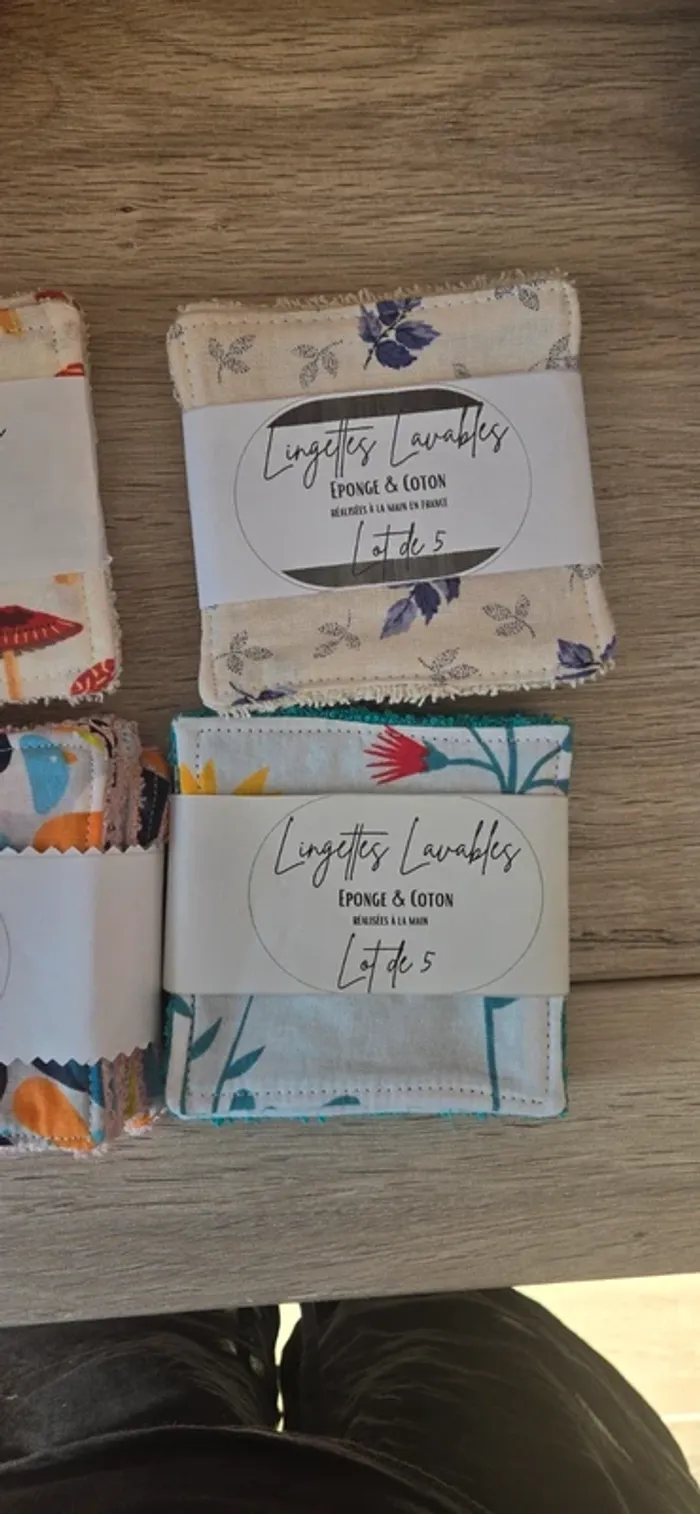 Lingettes Lavables
EPONGE & COTON
RÉALISÉES À LA MAIN EN FRANCE
Lot de 5
Lingettes Lavables
EPONGE & COTON
RÉALISÉES À LA MAIN
Lot de 5